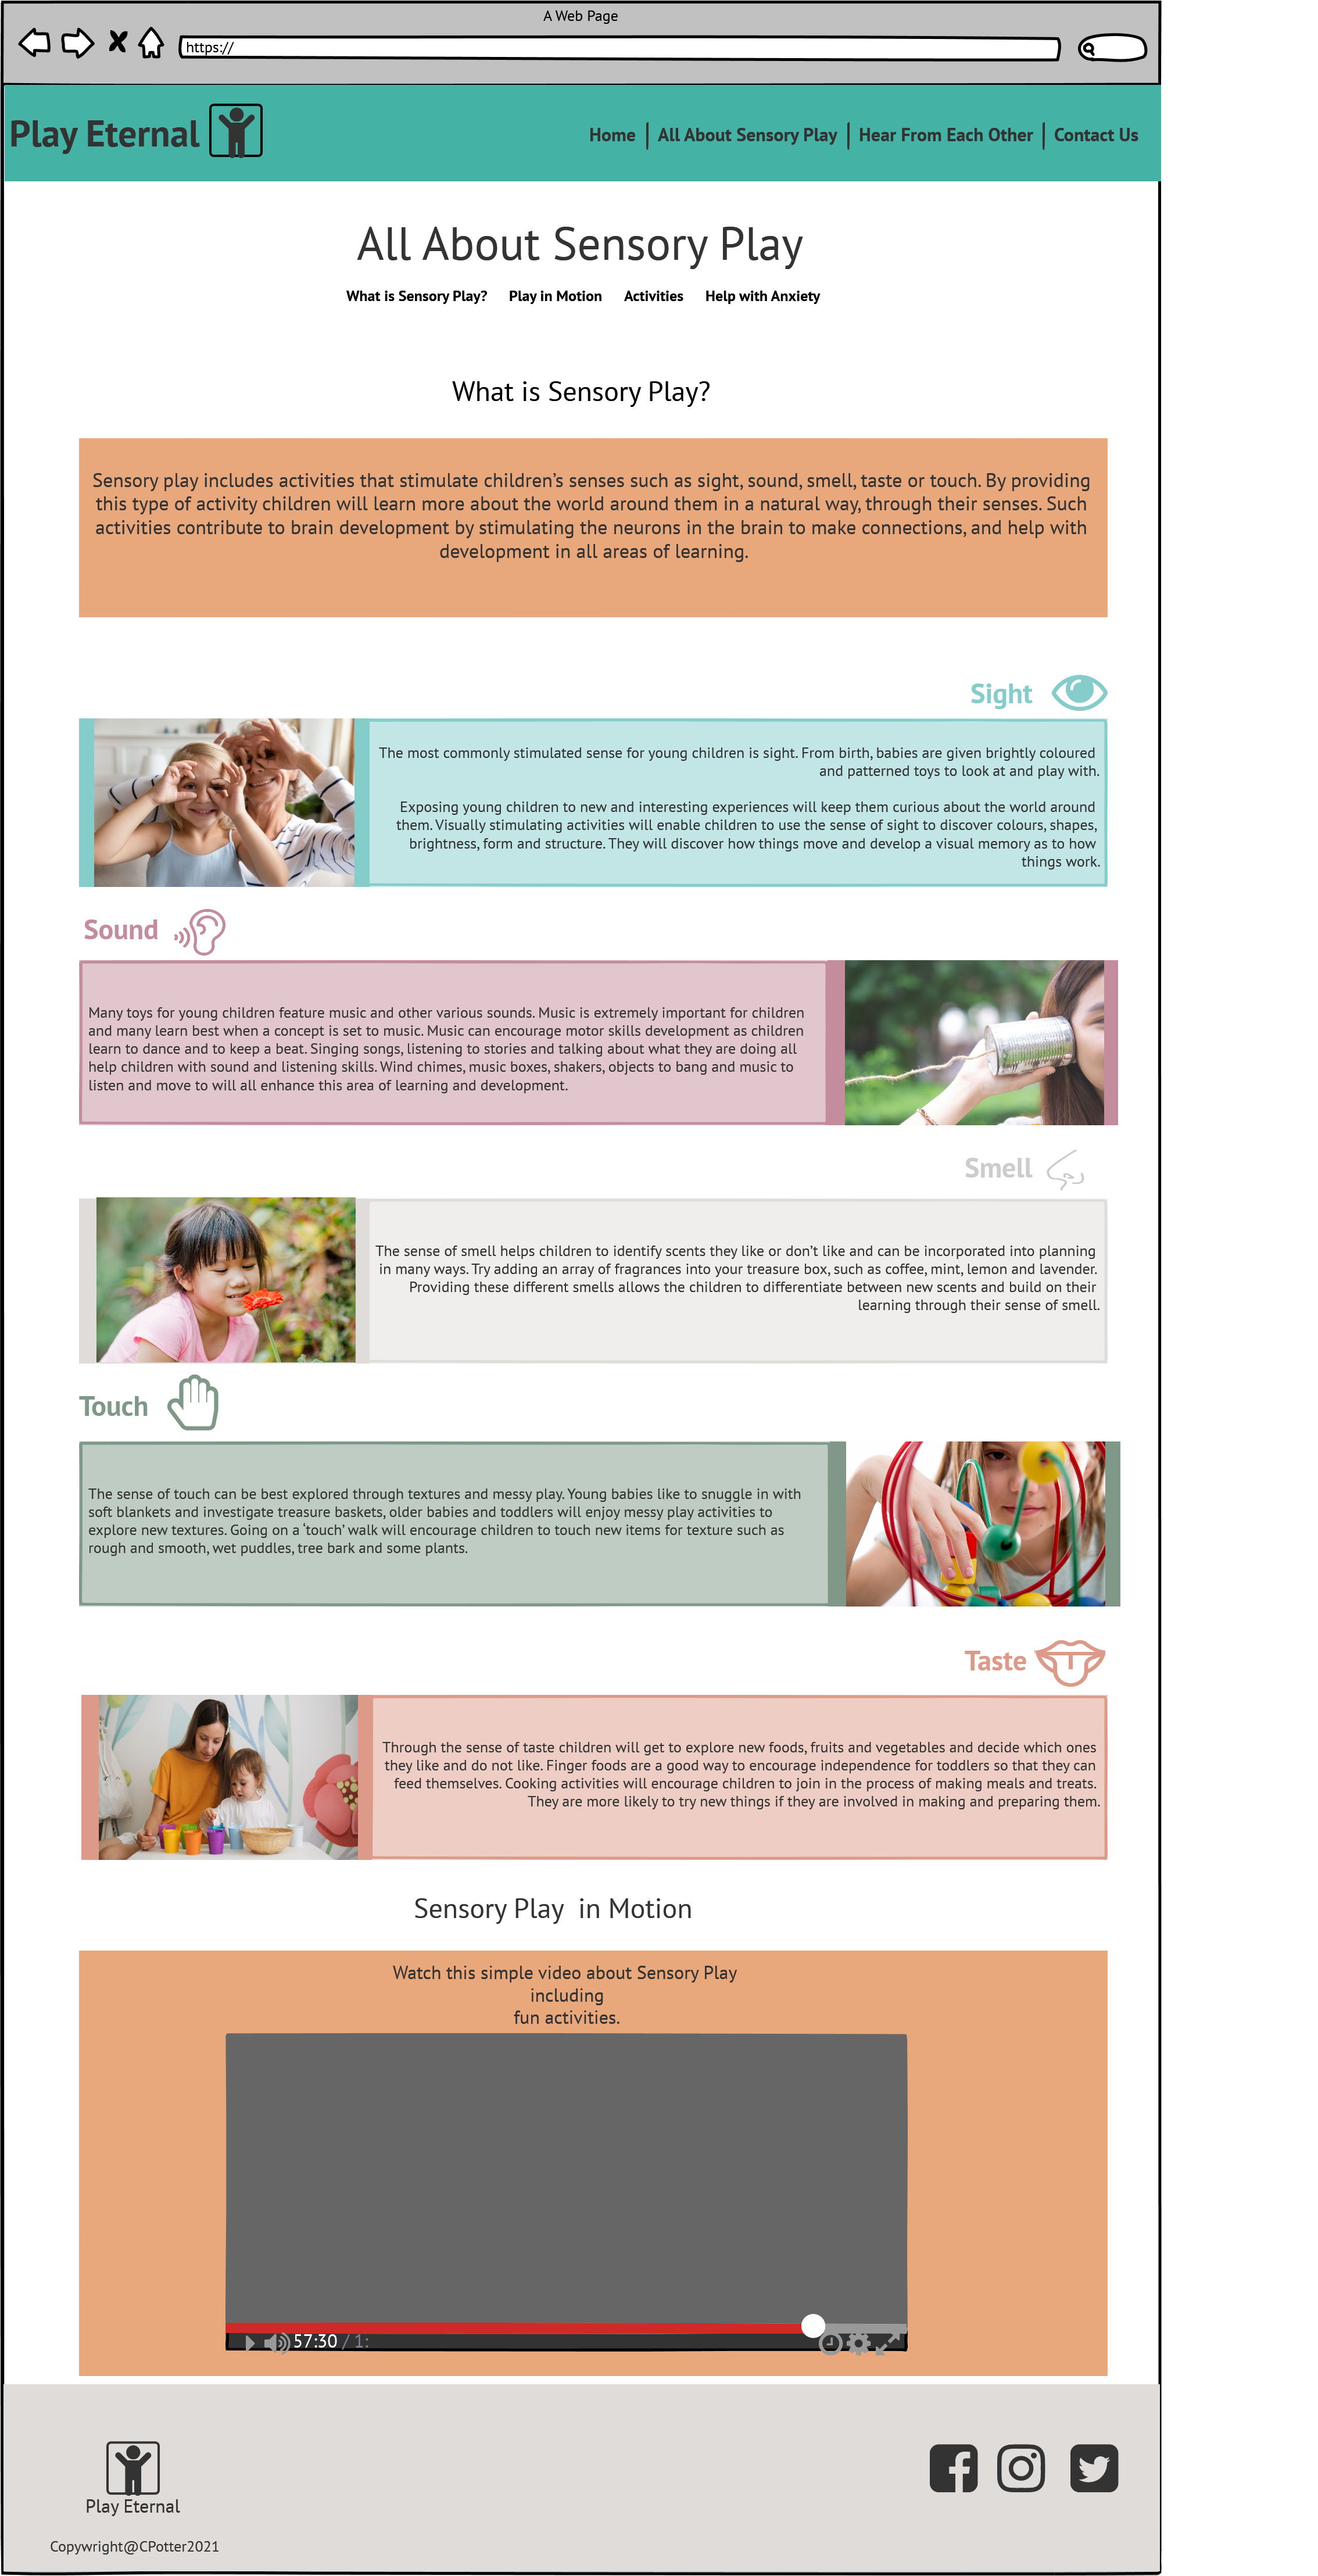 A Web Page
https://
Play Eternal
Home | All About Sensory Play | Hear From Each Other | Contact Us
All About Sensory Play
What is Sensory Play? Play in Motion Activities Help with Anxiety
What is Sensory Play?
Sensory play includes activities that stimulate children’s senses such as sight, sound, smell, taste or touch. By providing
this type of activity children will learn more about the world around them in a natural way, through their senses. Such
activities contribute to brain development by stimulating the neurons in the brain to make connections, and help with
development in all areas of learning.
Sight
The most commonly stimulated sense for young children is sight. From birth, babies are given brightly coloured
and patterned toys to look at and play with.
Exposing young children to new and interesting experiences will keep them curious about the world around
them. Visually stimulating activities will enable children to use the sense of sight to discover colours, shapes,
brightness, form and structure. They will discover how things move and develop a visual memory as to how
things work.
Sound
Many toys for young children feature music and other various sounds. Music is extremely important for children
and many learn best when a concept is set to music. Music can encourage motor skills development as children
learn to dance and to keep a beat. Singing songs, listening to stories and talking about what they are doing all
help children with sound and listening skills. Wind chimes, music boxes, shakers, objects to bang and music to
listen and move to will all enhance this area of learning and development.
Smell
The sense of smell helps children to identify scents they like or don’t like and can be incorporated into planning
in many ways. Try adding an array of fragrances into your treasure box, such as coffee, mint, lemon and lavender.
Providing these different smells allows the children to differentiate between new scents and build on their
learning through their sense of smell.
Touch
The sense of touch can be best explored through textures and messy play. Young babies like to snuggle in with
soft blankets and investigate treasure baskets, older babies and toddlers will enjoy messy play activities to
explore new textures. Going on a ‘touch’ walk will encourage children to touch new items for texture such as
rough and smooth, wet puddles, tree bark and some plants.
Taste
Through the sense of taste children will get to explore new foods, fruits and vegetables and decide which ones
they like and do not like. Finger foods are a good way to encourage independence for toddlers so that they can
feed themselves. Cooking activities will encourage children to join in the process of making meals and treats.
They are more likely to try new things if they are involved in making and preparing them.
Sensory Play in Motion
Watch this simple video about Sensory Play
including
fun activities.
57:30 / 1:
Play Eternal
Copywright@CPotter2021